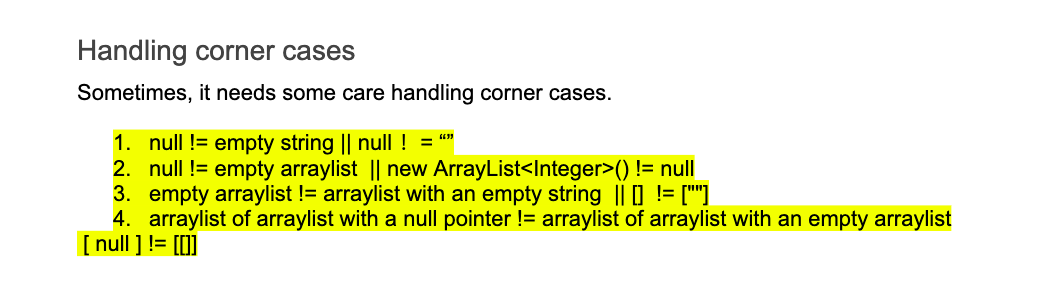 Handling corner cases
Sometimes, it needs some care handling corner cases.
1. null != empty string || null ! = “”
2. null != empty arraylist || new ArrayList<Integer>() != null
3. empty arraylist != arraylist with an empty string || [] != [""]
4. arraylist of arraylist with a null pointer != arraylist of arraylist with an empty arraylist
[ null ] != [[]]